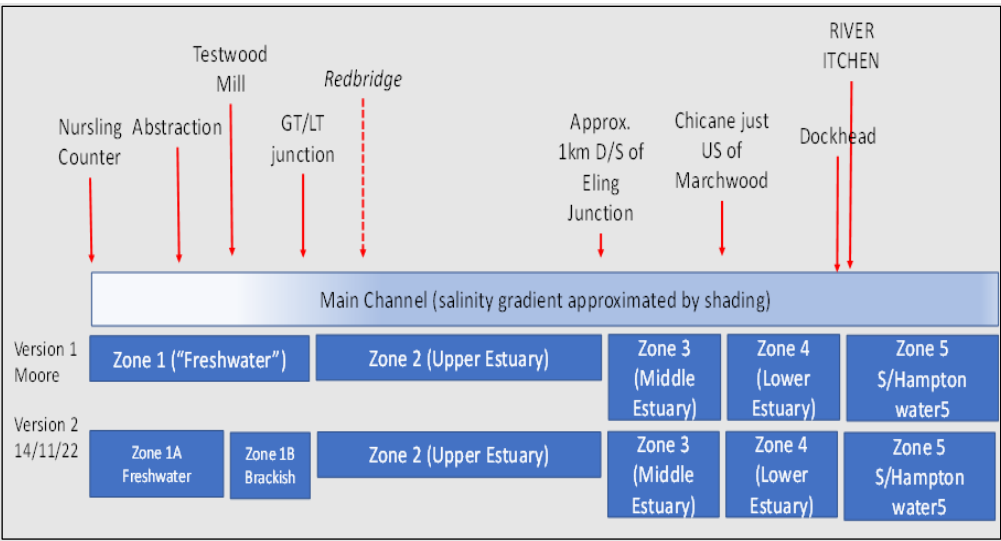 RIVER
ITCHEN
Testwood
Mill
Redbridge
Nursling
Counter
Abstraction
GT/LT
junction
Approx.
1km D/S of
Eling
Junction
Chicane just
US of
Marchwood
Dockhead
Main Channel (salinity gradient approximated by shading)
Version 1
Moore
Zone 1 (“Freshwater”)
Zone 2 (Upper Estuary)
Zone 3
(Middle
Estuary)
Zone 4
(Lower
Estuary)
Zone 5
S/Hampton
water5
Version 2
14/11/22
Zone 1A
Freshwater
Zone 1B
Brackish
Zone 2 (Upper Estuary)
Zone 3
(Middle
Estuary)
Zone 4
(Lower
Estuary)
Zone 5
S/Hampton
water5